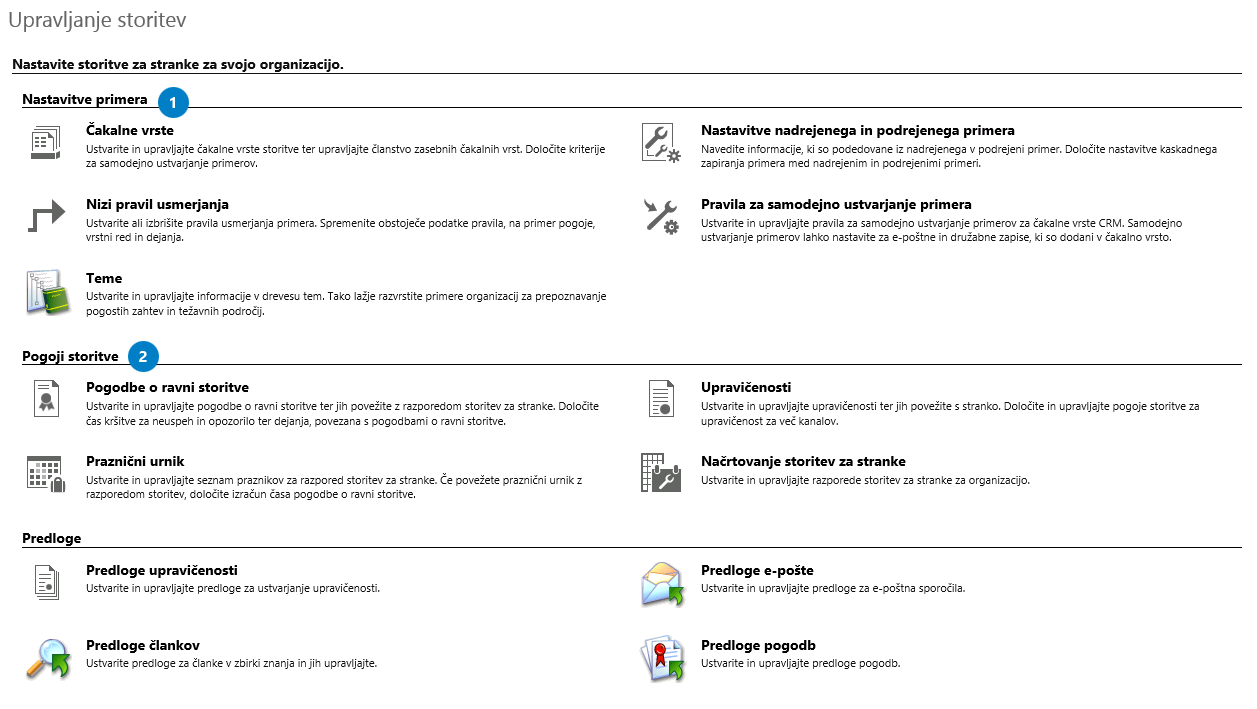 Upravljanje storitev
Nastavite storitve za stranke za svojo organizacijo.
Nastavitve primera 1
Čakalne vrste
Ustvarite in upravljajte čakalne vrste storitve ter upravljajte članstvo zasebnih čakalnih vrst. Določite kriterije
za samodejno ustvarjanje primerov.
Nastavitve nadrejenega in podrejenega primera
Navedite informacije, ki so podedovane iz nadrejenega v podrejeni primer. Določite nastavitve kaskadnega
zapiranja primera med nadrejenim in podrejenimi primeri.
Nizi pravil usmerjanja
Ustvarite ali izbrišite pravila usmerjanja primera. Spremenite obstoječe podatke pravila, na primer pogoje,
vrstni red in dejanja.
Pravila za samodejno ustvarjanje primera
Ustvarite in upravljajte pravila za samodejno ustvarjanje primerov za čakalne vrste CRM. Samodejno
ustvarjanje primerov lahko nastavite za e-poštne in družabne zapise, ki so dodani v čakalno vrsto.
Teme
Ustvarite in upravljajte informacije v drevesu tem. Tako lažje razvrstite primere organizacij za prepoznavanje
pogostih zahtev in težavnih področij.
Pogoji storitve 2
Pogodbe o ravni storitve
Ustvarite in upravljajte pogodbe o ravni storitve ter jih povežite z razporedom storitev za stranke. Določite
čas kršitve za neuspeh in opozorilo ter dejanja, povezana s pogodbami o ravni storitve.
Upravičenosti
Ustvarite in upravljajte upravičenosti ter jih povežite s stranko. Določite in upravljajte pogoje storitve za
upravičenost za več kanalov.
Praznični urnik
Ustvarite in upravljajte seznam praznikov za razpored storitev za stranke. Če povežete praznični urnik z
razporedom storitev, določite izračun časa pogodbe o ravni storitve.
Načrtovanje storitev za stranke
Ustvarite in upravljajte razporede storitev za stranke za organizacijo.
Predloge
Predloge upravičenosti
Ustvarite in upravljajte predloge za ustvarjanje upravičenosti.
Predloge e-pošte
Ustvarite in upravljajte predloge za e-poštna sporočila.
Predloge člankov
Ustvarite predloge za članke v zbirki znanja in jih upravljajte.
Predloge pogodb
Ustvarite in upravljajte predloge pogodb.